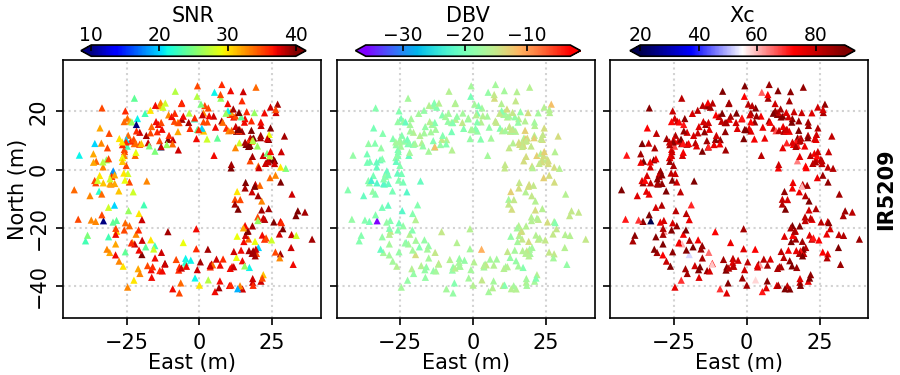 SNR DBV Xc
10 20 30 40 −30 −20 −10 20 40 60 80
20
0
−20
−40
North (m)
IR5209
−25 0 25 −25 0 25 −25 0 25
East (m) East (m) East (m)